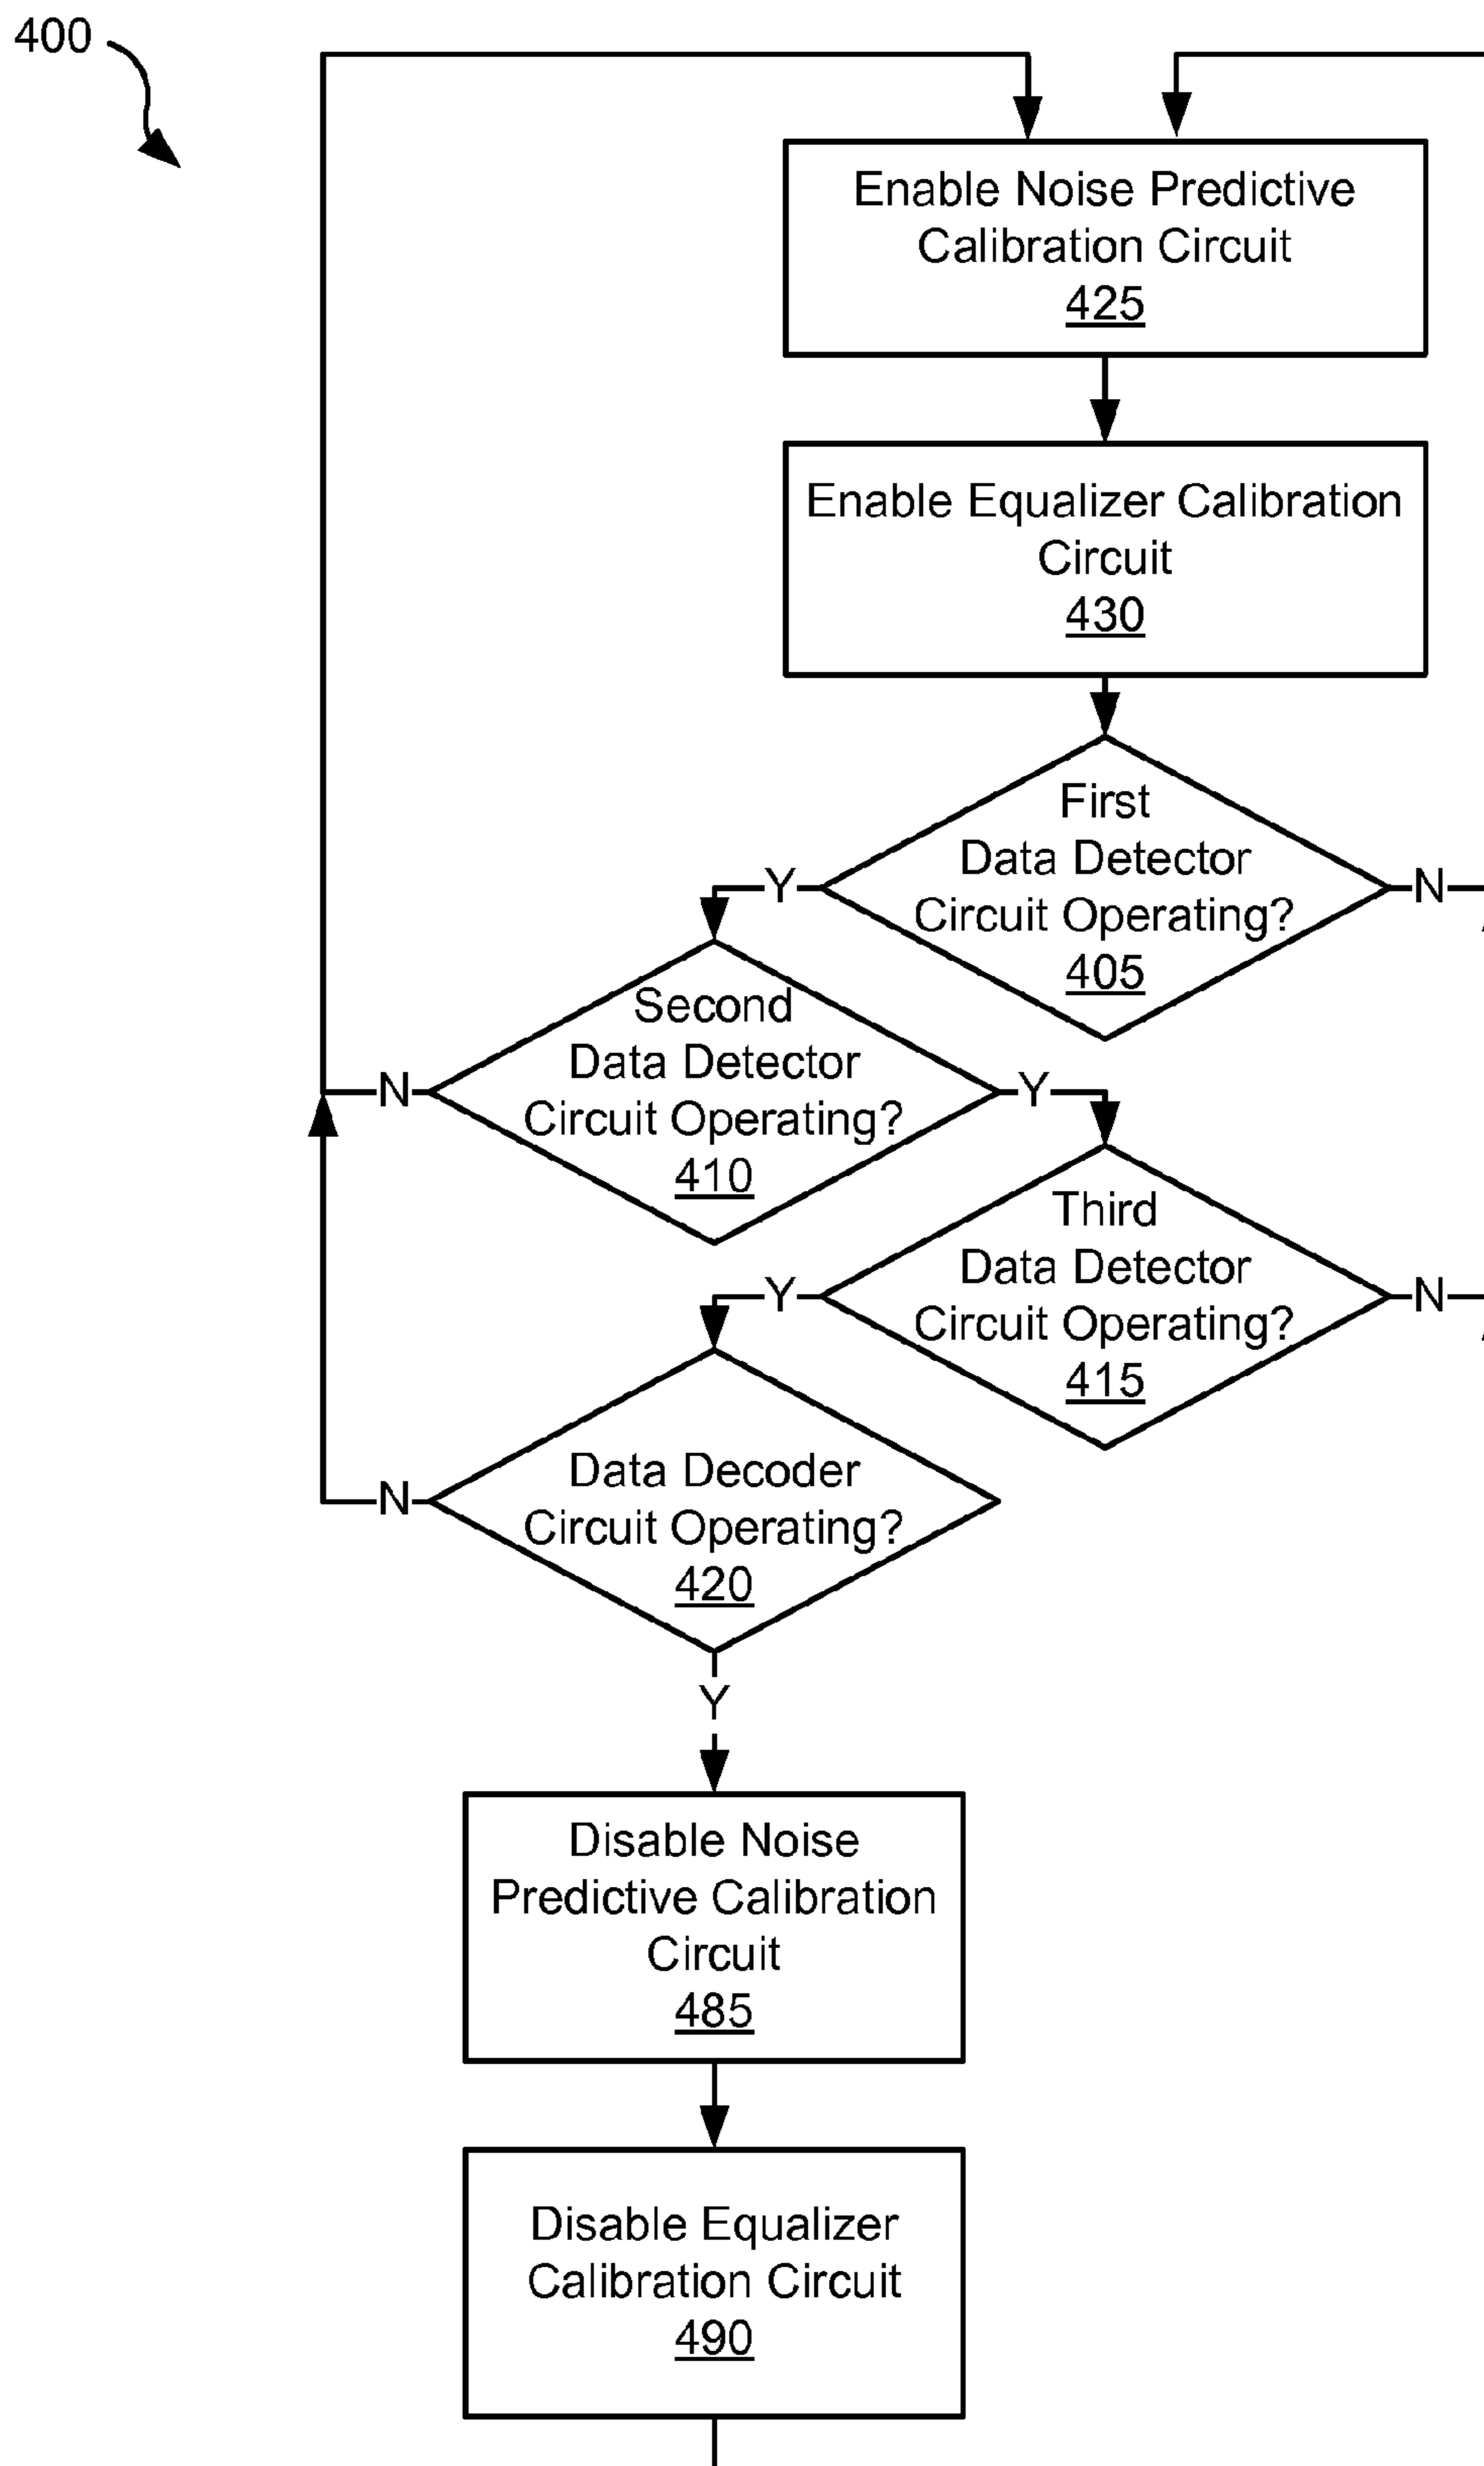 400
Enable Noise Predictive
Calibration Circuit
425
Enable Equalizer Calibration
Circuit
430
First
Data Detector
Circuit Operating?
405
Y
N
Second
Data Detector
Circuit Operating?
410
N
Y
Third
Data Detector
Circuit Operating?
415
Y
N
Data Decoder
Circuit Operating?
420
N
Y
Disable Noise
Predictive Calibration
Circuit
485
Disable Equalizer
Calibration Circuit
490